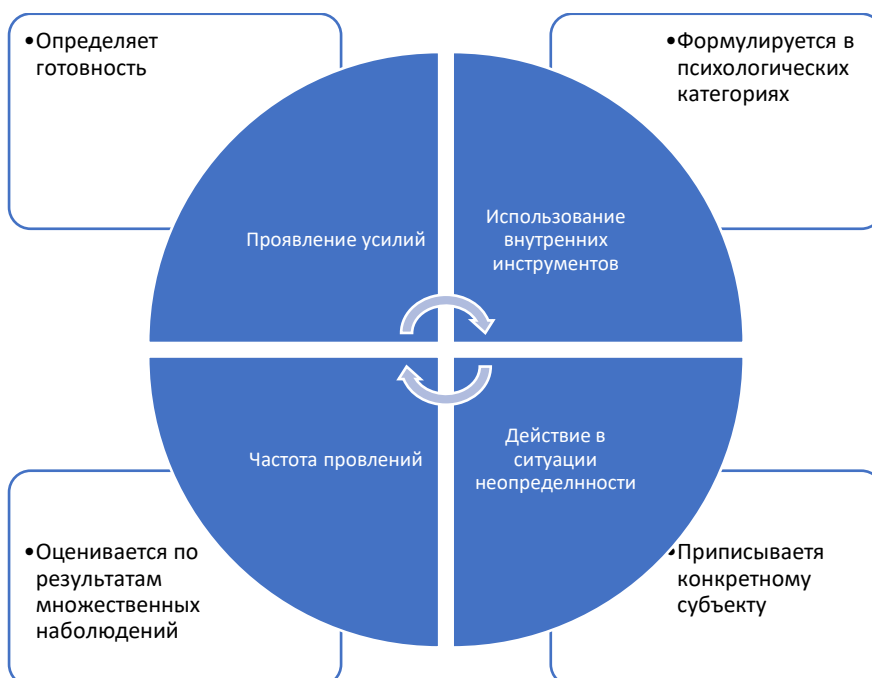 •Определяет
готовность
•Формулируется в
психологических
категориях
Проявление усилий
Использование
внутренних
инструментов
Частота провлений
Действие в
ситуации
неопределнности
•Оценивается по
результатам
множественных
наболюдений
•Приписываетя
конкретному
субъекту